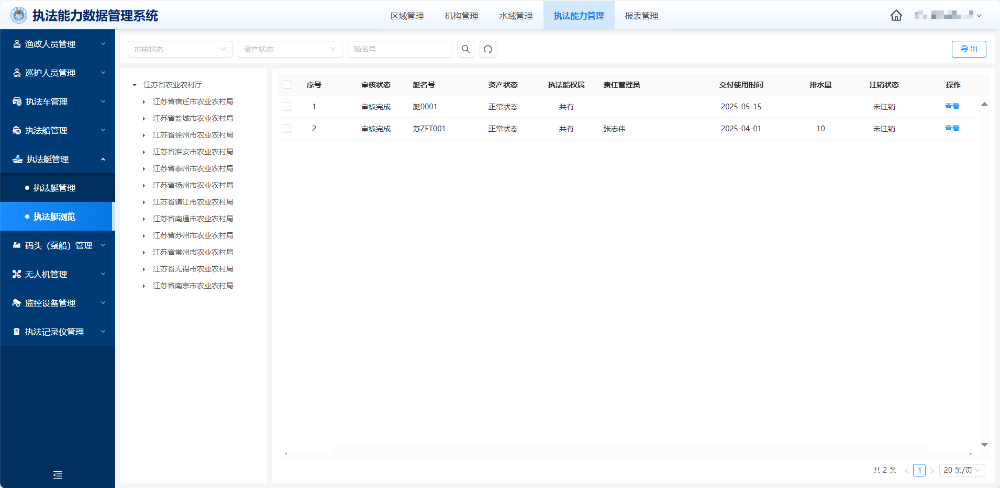 执法能力数据管理系统
区域管理 机构管理 水域管理 执法能力管理 报表管理
渔政人员管理
巡护人员管理
执法车管理
执法船管理
执法艇管理
执法艇管理
执法艇浏览
码头（趸船）管理
无人机管理
监控设备管理
执法记录仪管理
审核状态 资产状态 船名号 导 出
江苏省农业农村厅
江苏省宿迁市农业农村局
江苏省盐城市农业农村局
江苏省徐州市农业农村局
江苏省淮安市农业农村局
江苏省泰州市农业农村局
江苏省扬州市农业农村局
江苏省镇江市农业农村局
江苏省南通市农业农村局
江苏省苏州市农业农村局
江苏省常州市农业农村局
江苏省无锡市农业农村局
江苏省南京市农业农村局
序号 审核状态 艇名号 资产状态 执法船权属 责任管理员 交付使用时间 排水量 注销状态 操作
1 审核完成 艇0001 正常状态 共有 2025-05-15 未注销 查看
2 审核完成 苏ZFT001 正常状态 共有 张志伟 2025-04-01 10 未注销 查看
共 2 条 < 1 > 20 条/页